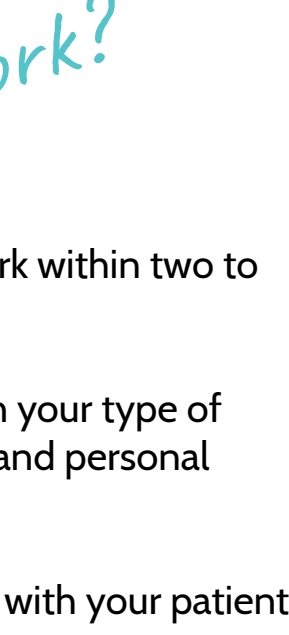 ork?
rk within two to
n your type of
and personal
with your patient